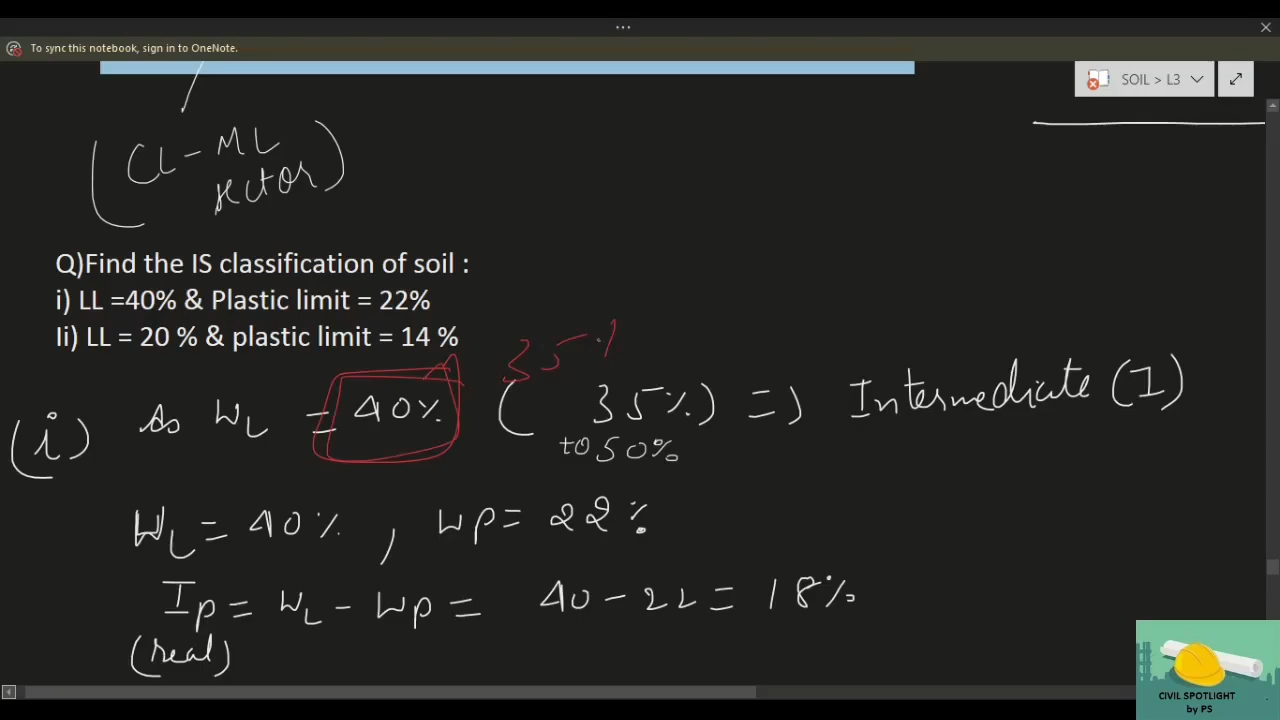 To sync this notebook, sign in to OneNote.
SOIL > L3
(CL - ML
sector)
Q)Find the IS classification of soil :
i) LL =40% & Plastic limit = 22%
Ii) LL = 20 % & plastic limit = 14 %
35%
(i) As WL = 40% ( 35%) => Intermediate (I)
to 50%
WL = 40% , Wp = 22%
Ip = WL - Wp = 40 - 22 = 18%
(real)
CIVIL SPOTLIGHT
by PS